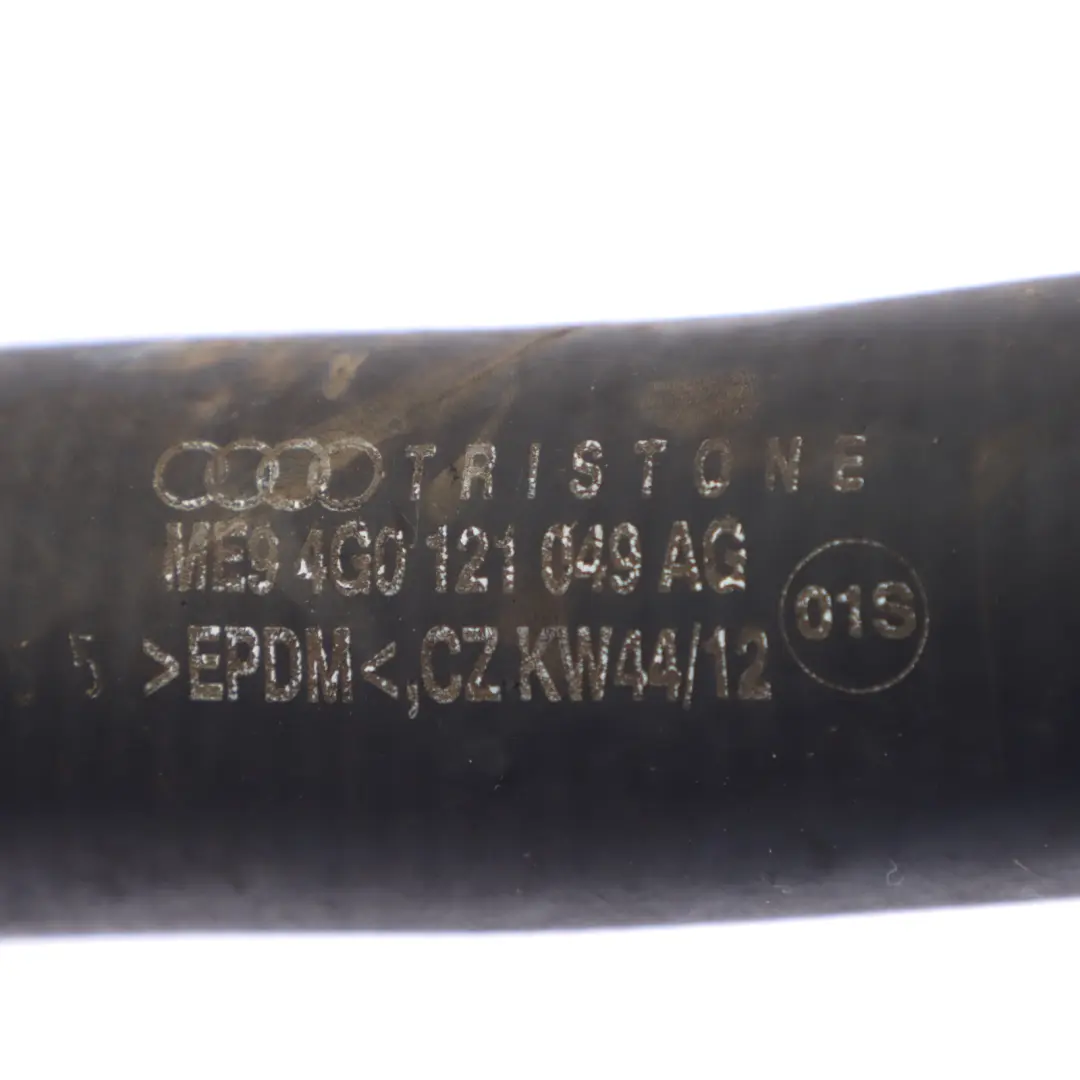 TRISTONE
ME9 4G0 121 049 AG
01S
5 >EPDM<,CZ KW44/12